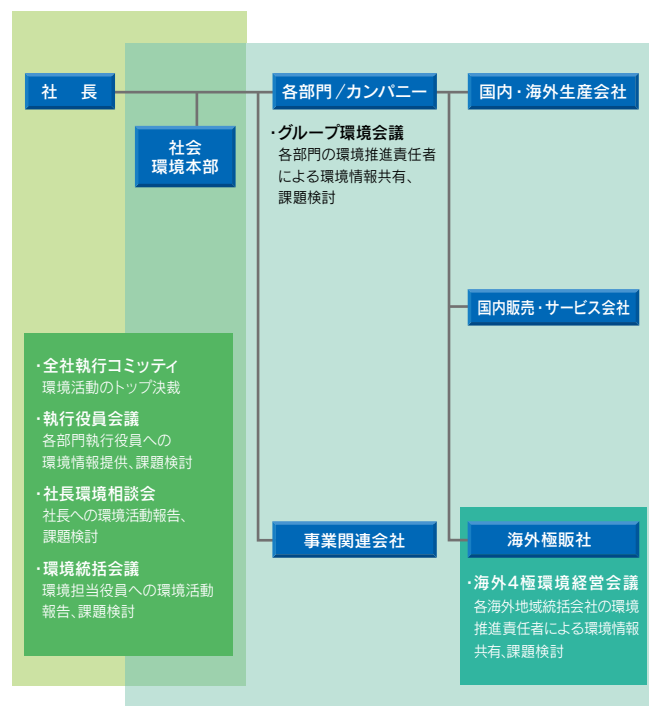 社　長
各部門/カンパニー
国内・海外生産会社
社会
環境本部
・グループ環境会議
各部門の環境推進責任者
による環境情報共有、
課題検討
国内販売・サービス会社
・全社執行コミッティ
環境活動のトップ決裁
・執行役員会議
各部門執行役員への
環境情報提供、課題検討
・社長環境相談会
社長への環境活動報告、
課題検討
・環境統括会議
環境担当役員への環境活動
報告、課題検討
事業関連会社
海外極販社
・海外4極環境経営会議
各海外地域統括会社の環境
推進責任者による環境情報
共有、課題検討